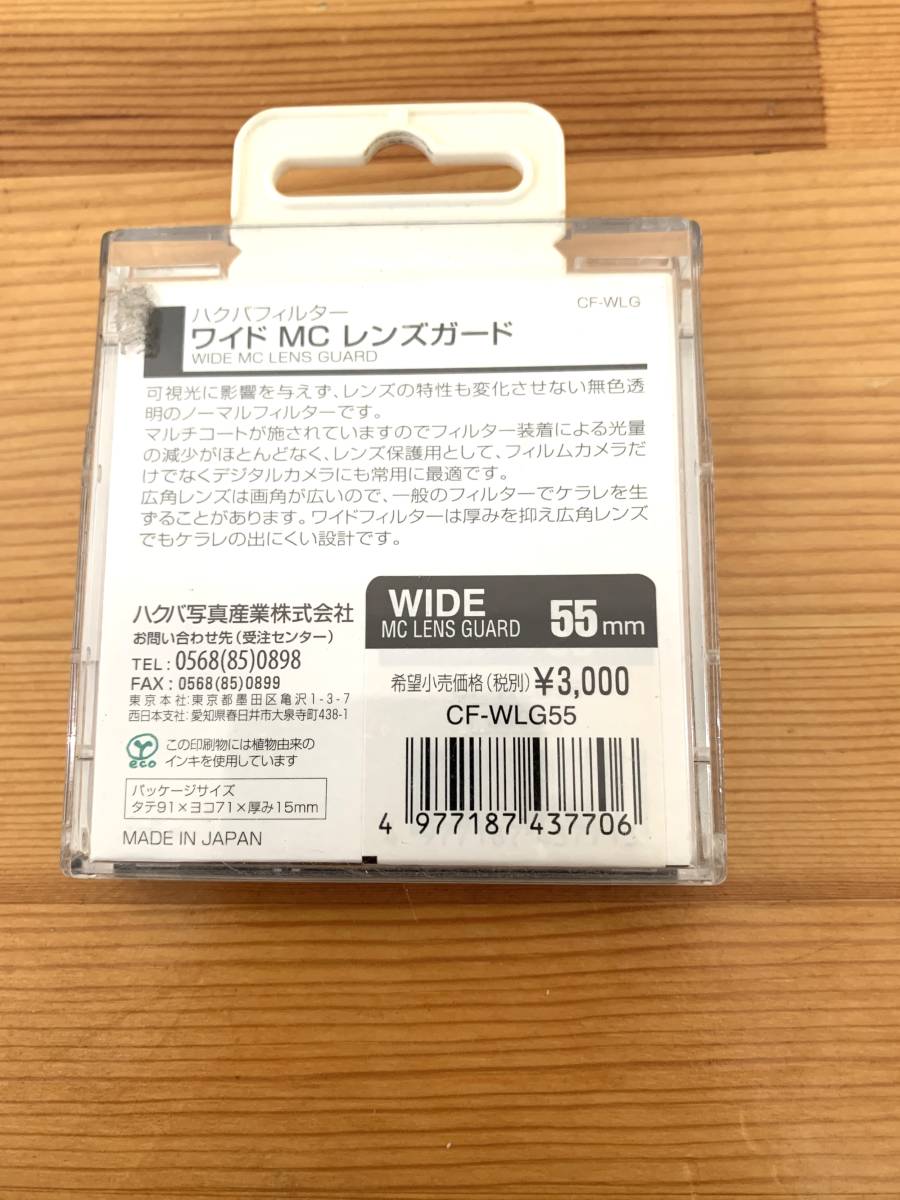 ハクバフィルター
CF-WLG
ワイド MC レンズガード
WIDE MC LENS GUARD
可視光に影響を与えず、レンズの特性も変化させない無色透
明のノーマルフィルターです。
マルチコートが施されていますのでフィルター装着による光量
の減少がほとんどなく、レンズ保護用として、フィルムカメラだ
けでなくデジタルカメラにも常用に最適です。
広角レンズは画角が広いので、一般のフィルターでケラレを生
ずることがあります。ワイドフィルターは厚みを抑え広角レンズ
でもケラレの出にくい設計です。
ハクバ写真産業株式会社
お問い合わせ先(受注センター)
TEL : 0568(85)0898
FAX : 0568(85)0899
東京本社:東京都墨田区亀沢1-3-7
西日本支社:愛知県春日井市大泉寺町438-1
eco
この印刷物には植物由来の
インキを使用しています
パッケージサイズ
タテ91×ヨコ71×厚み15mm
MADE IN JAPAN
WIDE
MC LENS GUARD
55mm
希望小売価格(税別)¥3,000
CF-WLG55
4 977187 437706